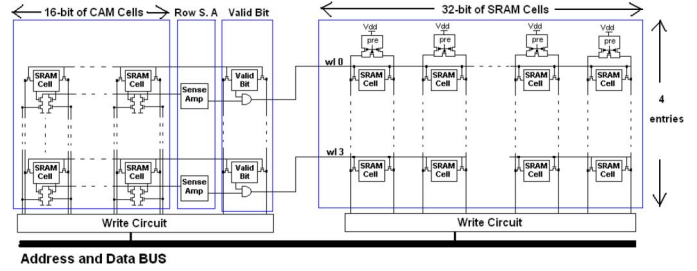 16-bit of CAM Cells Row S. A Valid Bit 32-bit of SRAM Cells
Vdd Vdd Vdd Vdd
pre pre pre pre
wl 0
SRAM Cell SRAM Cell Sense Amp Valid Bit SRAM Cell SRAM Cell SRAM Cell SRAM Cell
4 entries
wl 3
SRAM Cell SRAM Cell Sense Amp Valid Bit SRAM Cell SRAM Cell SRAM Cell SRAM Cell
Write Circuit Write Circuit
Address and Data BUS